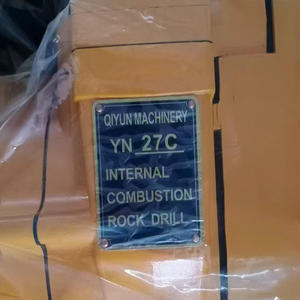 QIYUN MACHINERY
YN 27C
INTERNAL
COMBUSTION
ROCK DRILL